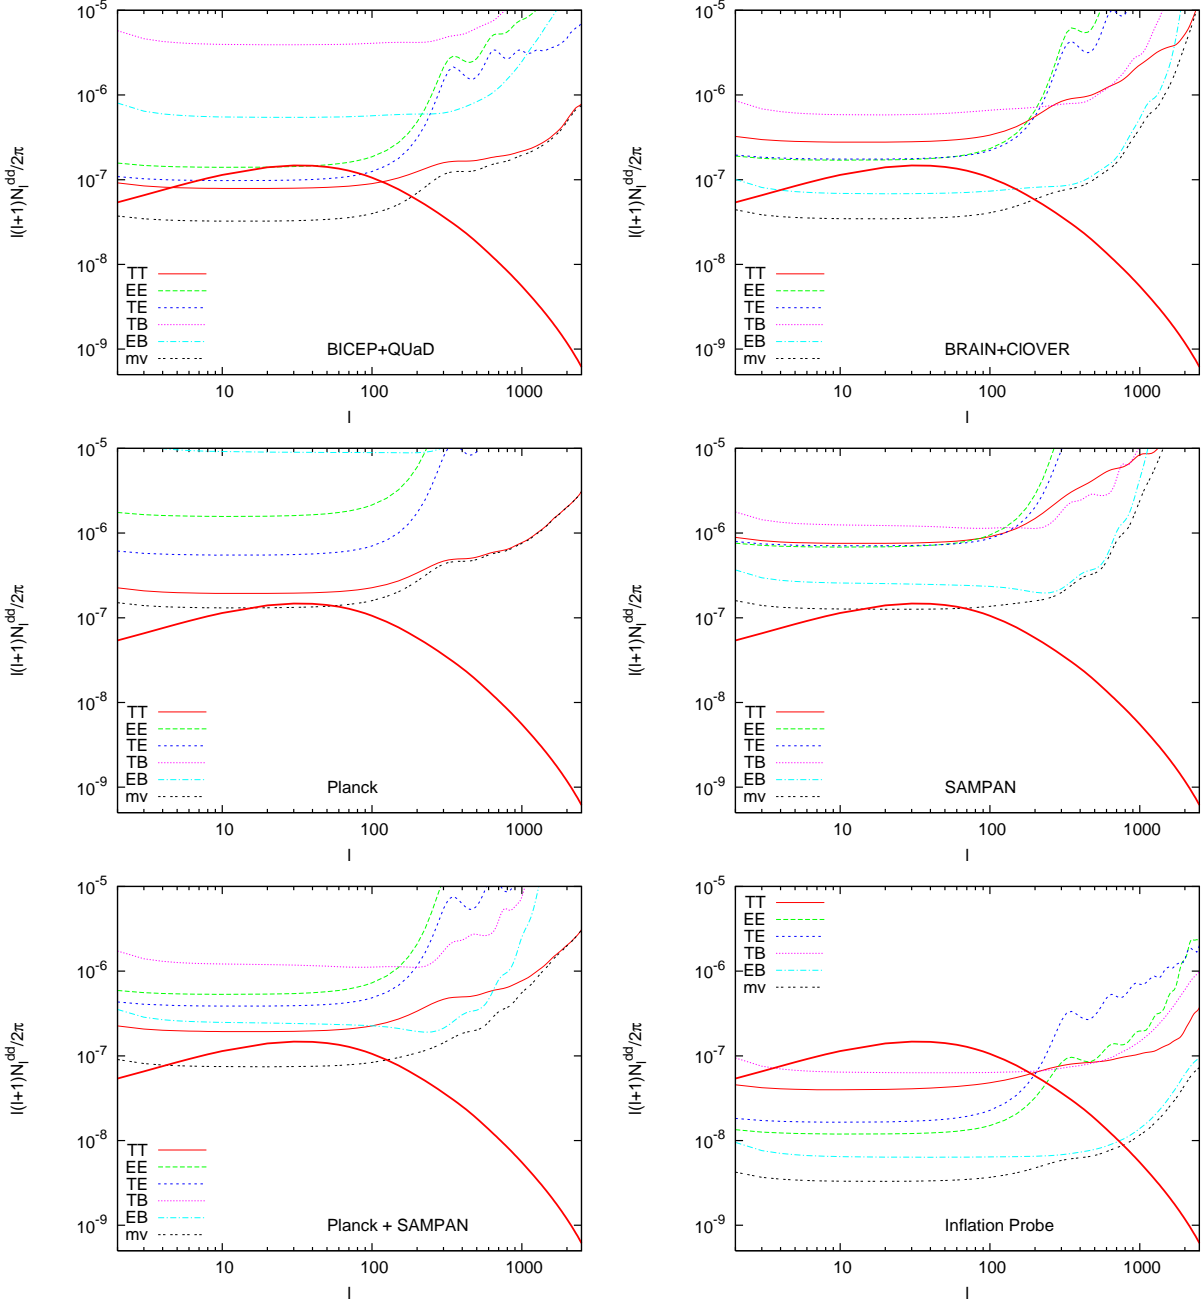 10^-5
10^-6
10^-7
10^-8
10^-9
l(l+1)N_l^dd/2π
TT
EE
TE
TB
EB
mv
BICEP+QUaD
10 100 1000
l
10^-5
10^-6
10^-7
10^-8
10^-9
l(l+1)N_l^dd/2π
TT
EE
TE
TB
EB
mv
BRAIN+ClOVER
10 100 1000
l
10^-5
10^-6
10^-7
10^-8
10^-9
l(l+1)N_l^dd/2π
TT
EE
TE
TB
EB
mv
Planck
10 100 1000
l
10^-5
10^-6
10^-7
10^-8
10^-9
l(l+1)N_l^dd/2π
TT
EE
TE
TB
EB
mv
SAMPAN
10 100 1000
l
10^-5
10^-6
10^-7
10^-8
10^-9
l(l+1)N_l^dd/2π
TT
EE
TE
TB
EB
mv
Planck + SAMPAN
10 100 1000
l
10^-5
10^-6
10^-7
10^-8
10^-9
l(l+1)N_l^dd/2π
TT
EE
TE
TB
EB
mv
Inflation Probe
10 100 1000
l